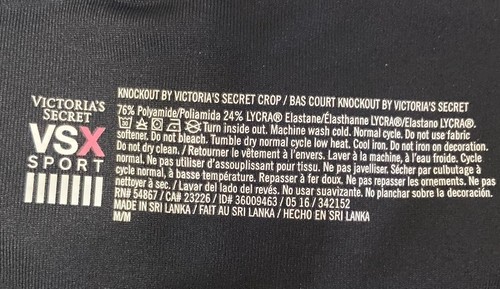 VICTORIA'S
SECRET
VSX
SPORT
KNOCKOUT BY VICTORIA'S SECRET CROP / BAS COURT KNOCKOUT BY VICTORIA'S SECRET
76% Polyamide/Poliamida 24% LYCRA® Elastane/Élasthanne LYCRA®/Elastano LYCRA®.
Turn inside out. Machine wash cold. Normal cycle. Do not use fabric
softener. Do not bleach. Tumble dry normal cycle low heat. Cool iron. Do not iron on decoration.
Do not dry clean. / Retourner le vêtement à l'envers. Laver à la machine, à l'eau froide. Cycle
normal. Ne pas utiliser d'assouplissant pour tissu. Ne pas javelliser. Sécher par culbutage à
cycle normal, à basse température. Repasser à fer doux. Ne pas repasser les ornements. Ne pas
nettoyer à sec. / Lavar del lado del revés. No usar suavizante. No planchar sobre la decoración.
RN# 54867 / CA# 23226 / ID# 36009463 / 05 16 / 342152
MADE IN SRI LANKA / FAIT AU SRI LANKA / HECHO EN SRI LANKA
M/M